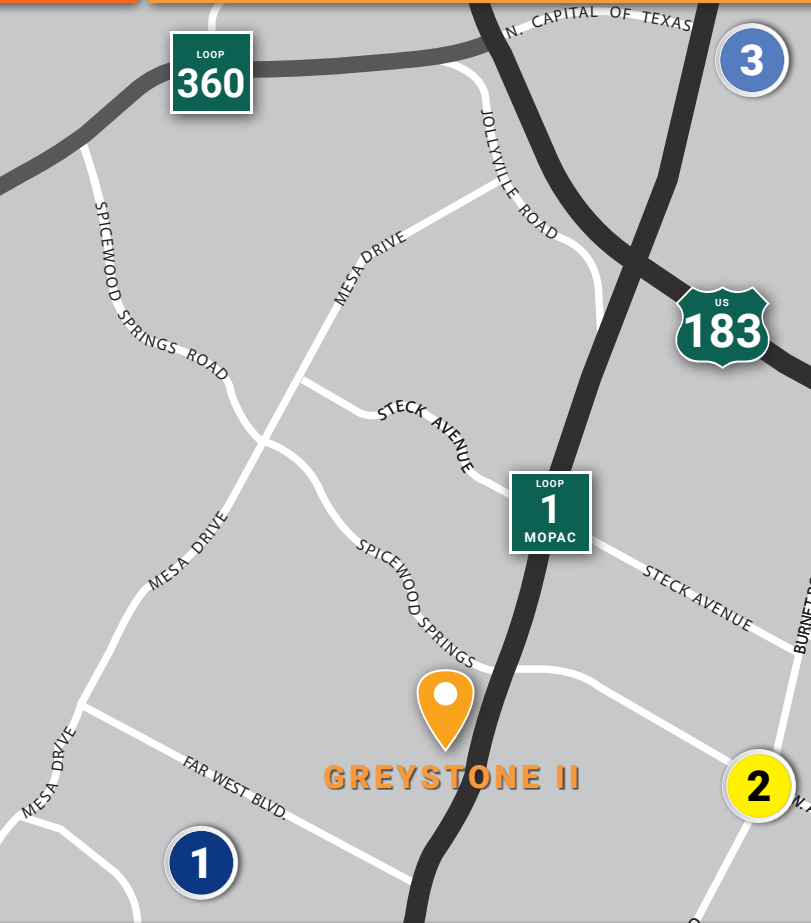 N. CAPITAL OF TEXAS
LOOP
360
3
JOLLYVILLE ROAD
MESA DRIVE
SPICEWOOD SPRINGS ROAD
US
183
STECK AVENUE
LOOP
1
MOPAC
MESA DRIVE
SPICEWOOD SPRINGS
STECK AVENUE
BURNET
GREYSTONE II
MESA DRIVE
FAR WEST BLVD.
2
1